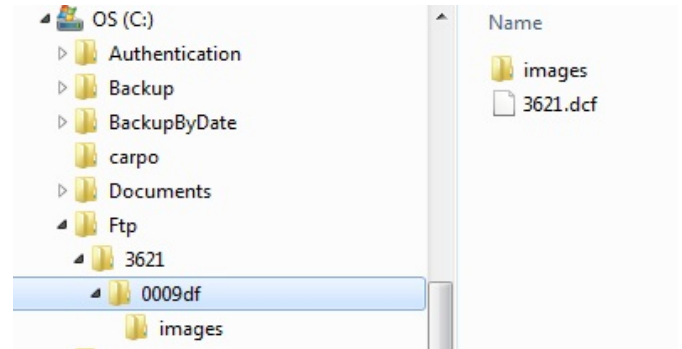 OS (C:)
Authentication
Backup
BackupByDate
carpo
Documents
Ftp
3621
0009df
images
Name
images
3621.dcf